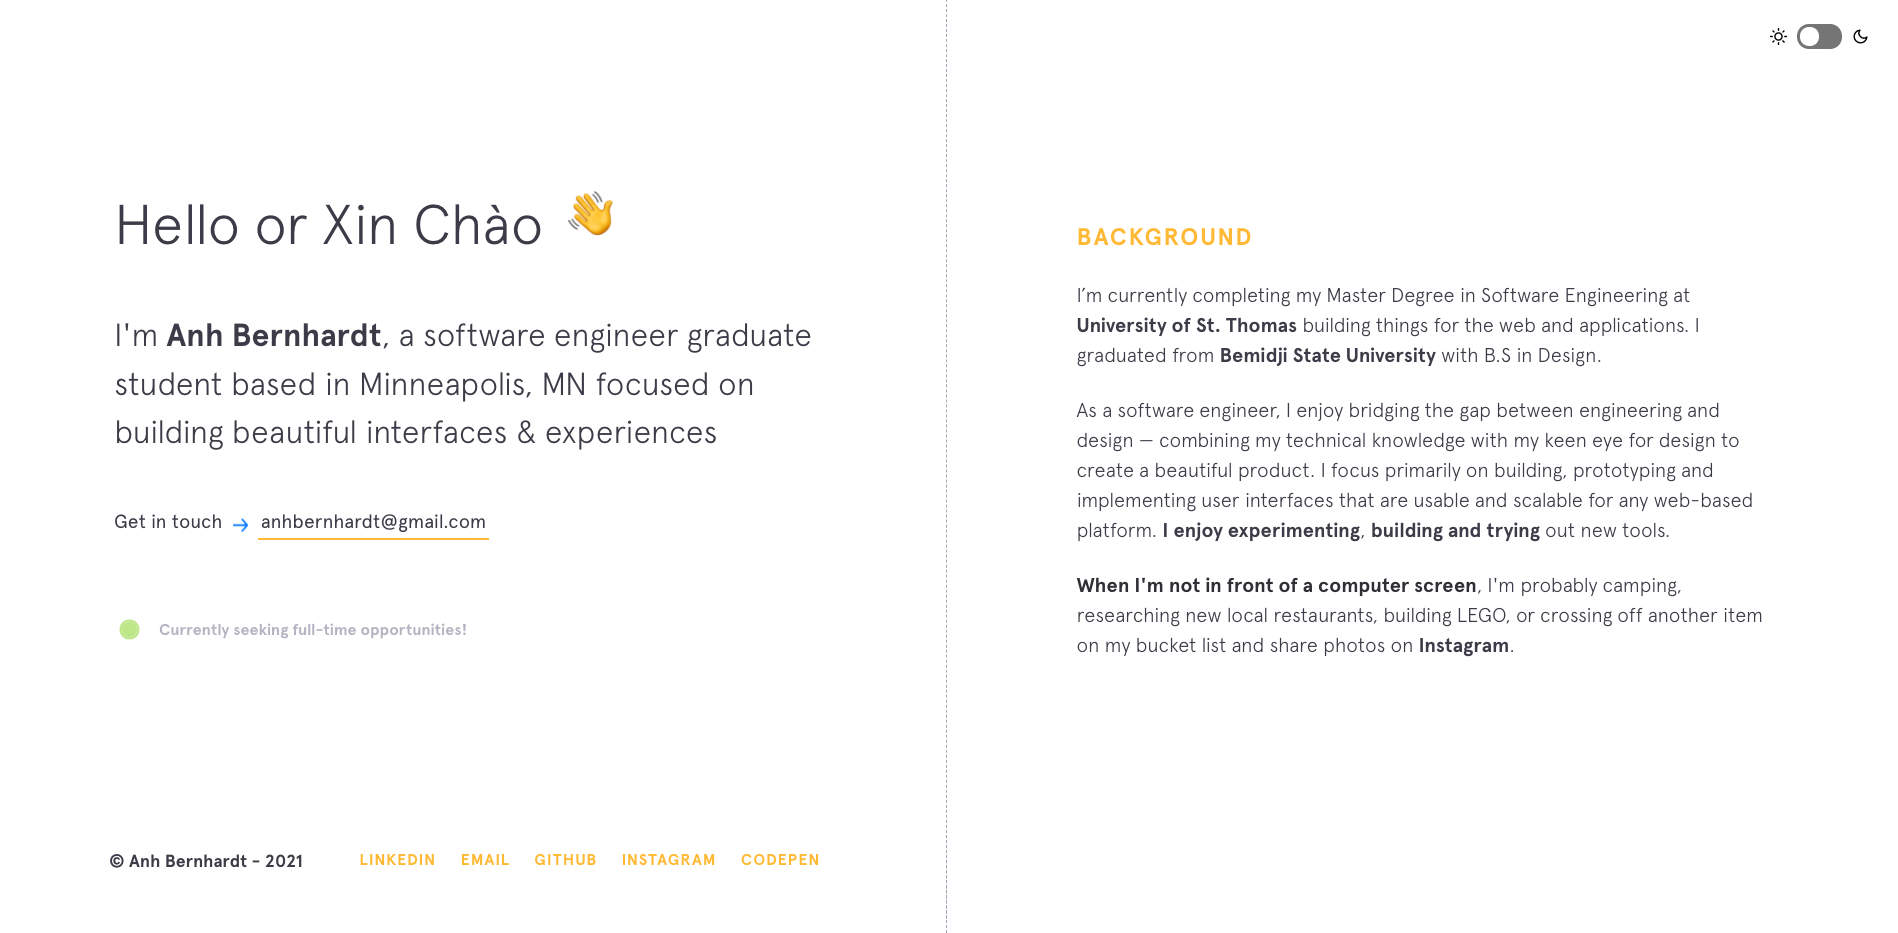 Hello or Xin Chào 👋
I'm Anh Bernhardt, a software engineer graduate
student based in Minneapolis, MN focused on
building beautiful interfaces & experiences
Get in touch → anhbernhardt@gmail.com
Currently seeking full-time opportunities!
© Anh Bernhardt - 2021
LINKEDIN EMAIL GITHUB INSTAGRAM CODEPEN
BACKGROUND
I’m currently completing my Master Degree in Software Engineering at
University of St. Thomas building things for the web and applications. I
graduated from Bemidji State University with B.S in Design.
As a software engineer, I enjoy bridging the gap between engineering and
design — combining my technical knowledge with my keen eye for design to
create a beautiful product. I focus primarily on building, prototyping and
implementing user interfaces that are usable and scalable for any web-based
platform. I enjoy experimenting, building and trying out new tools.
When I'm not in front of a computer screen, I'm probably camping,
researching new local restaurants, building LEGO, or crossing off another item
on my bucket list and share photos on Instagram.